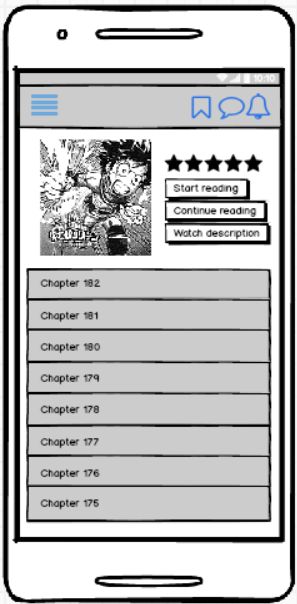 10:10
Start reading
Continue reading
Watch description
Chapter 182
Chapter 181
Chapter 180
Chapter 179
Chapter 178
Chapter 177
Chapter 176
Chapter 175